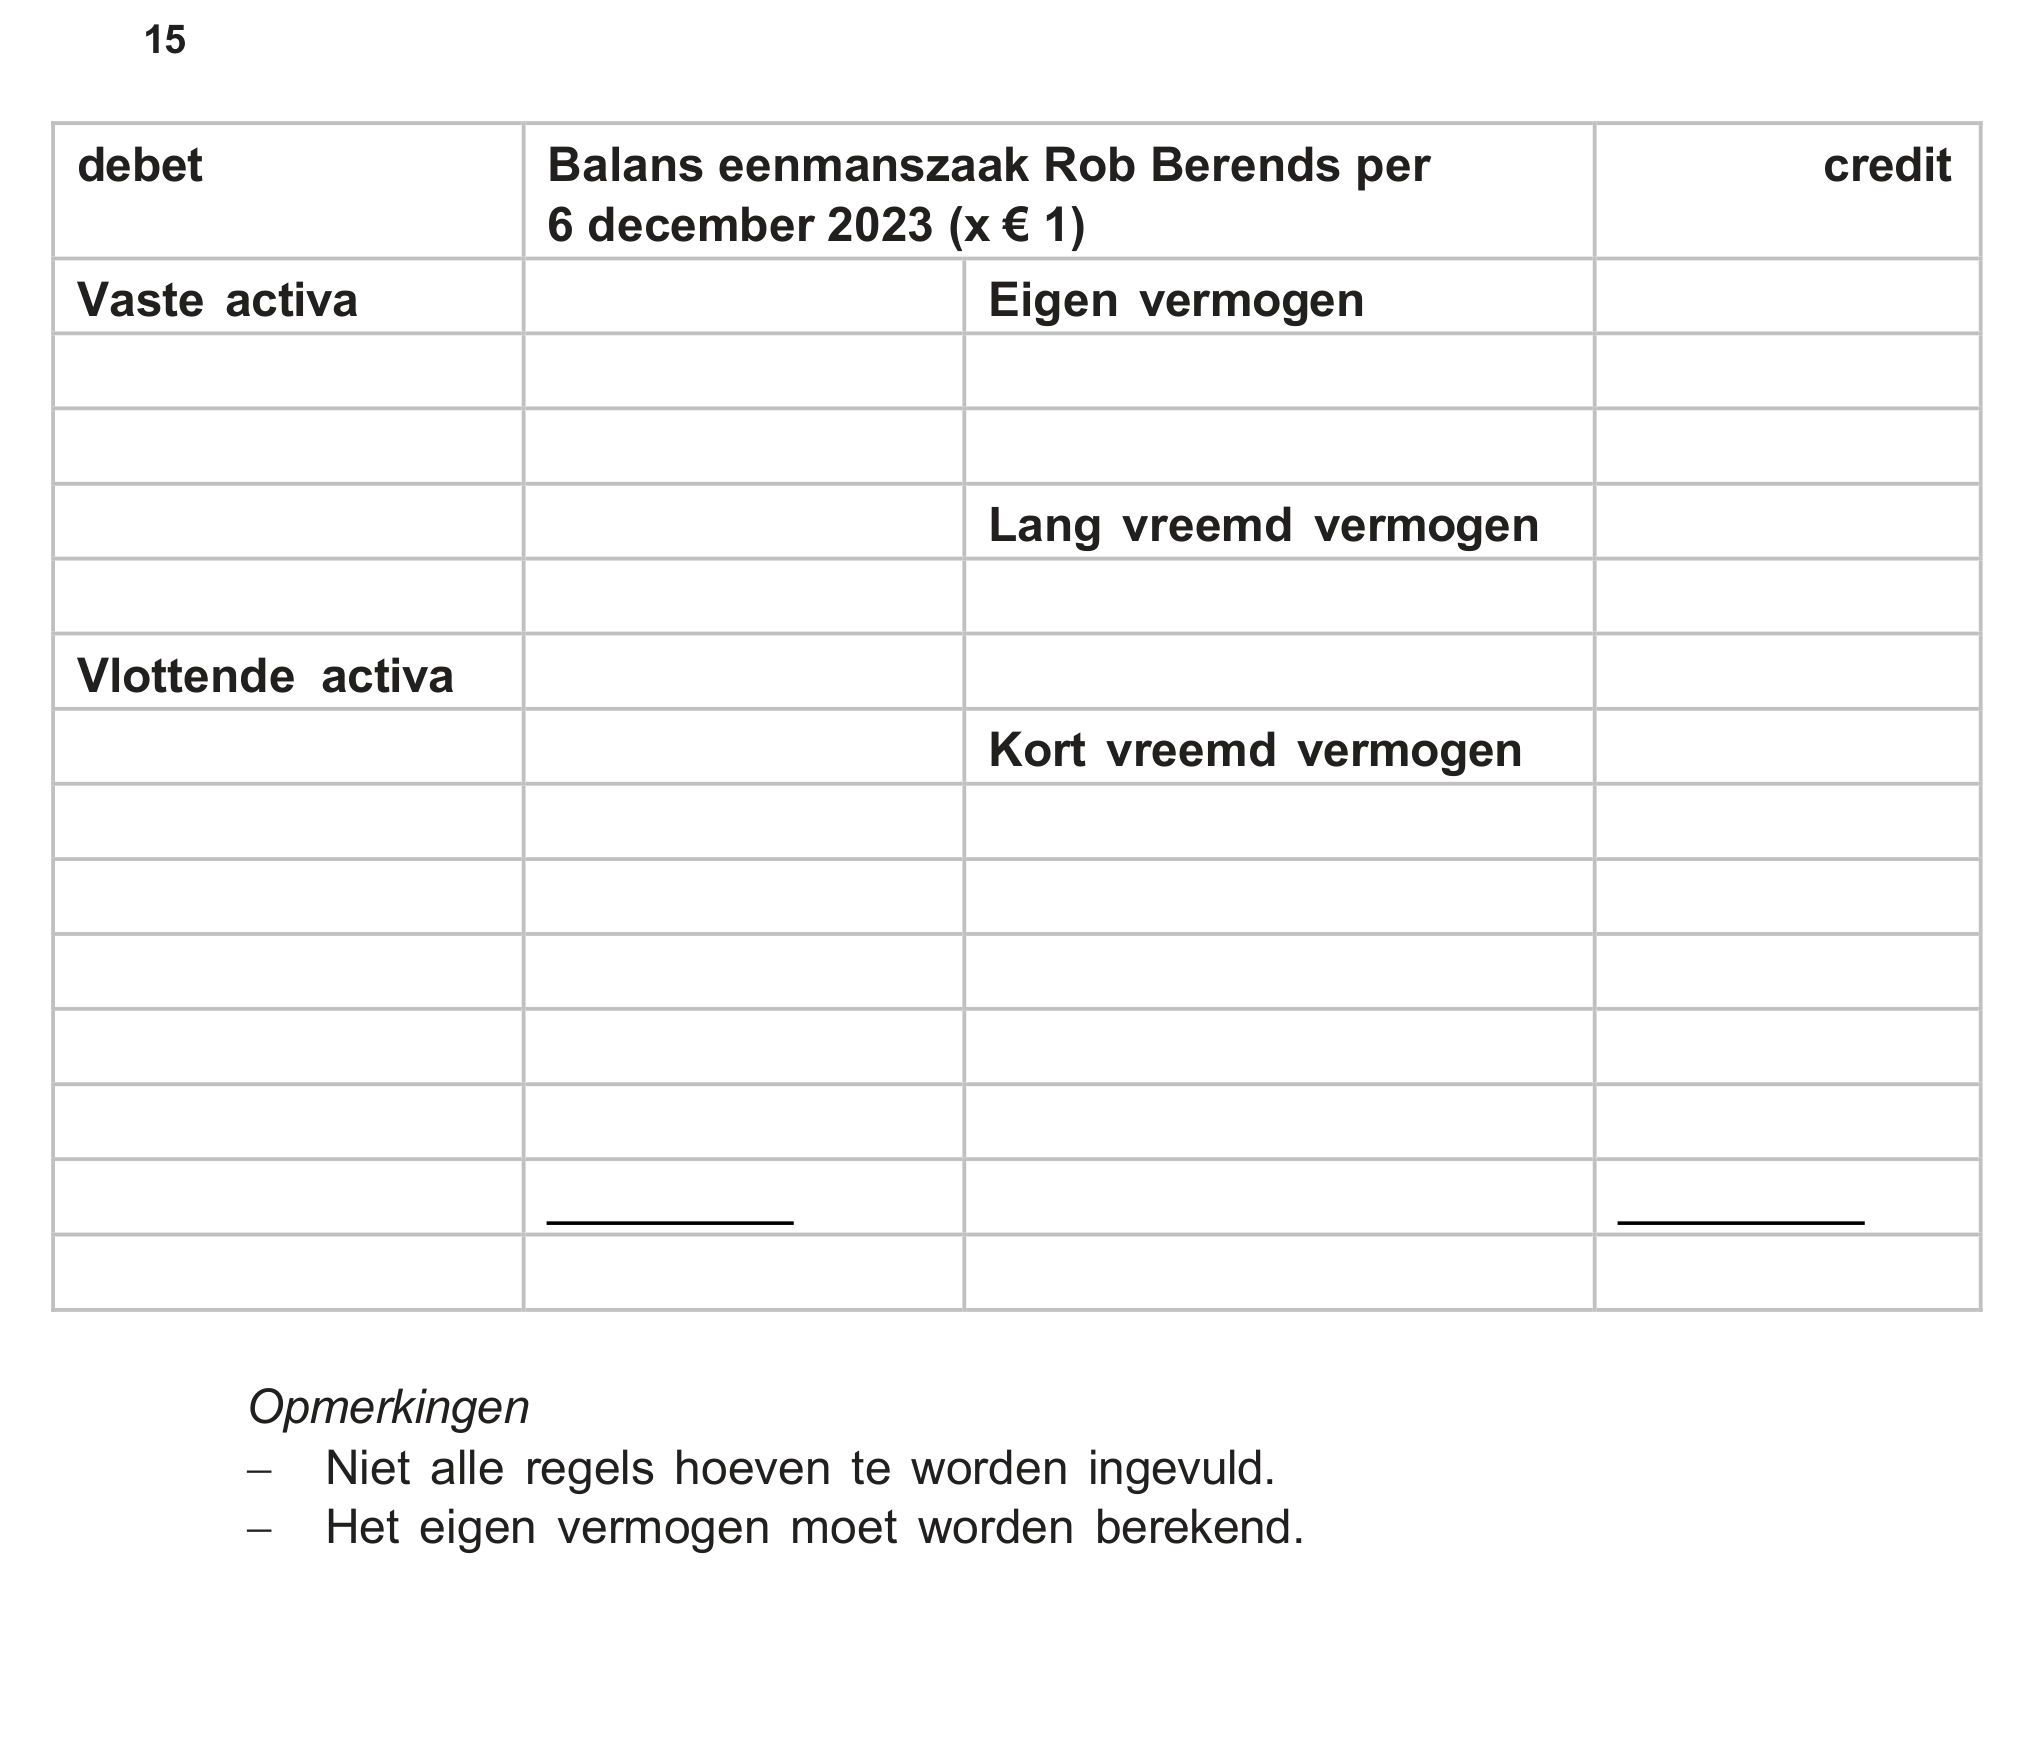 15
debet Balans eenmanszaak Rob Berends per credit
6 december 2023 (x € 1)
Vaste activa Eigen vermogen
Lang vreemd vermogen
Vlottende activa
Kort vreemd vermogen
Opmerkingen
– Niet alle regels hoeven te worden ingevuld.
– Het eigen vermogen moet worden berekend.